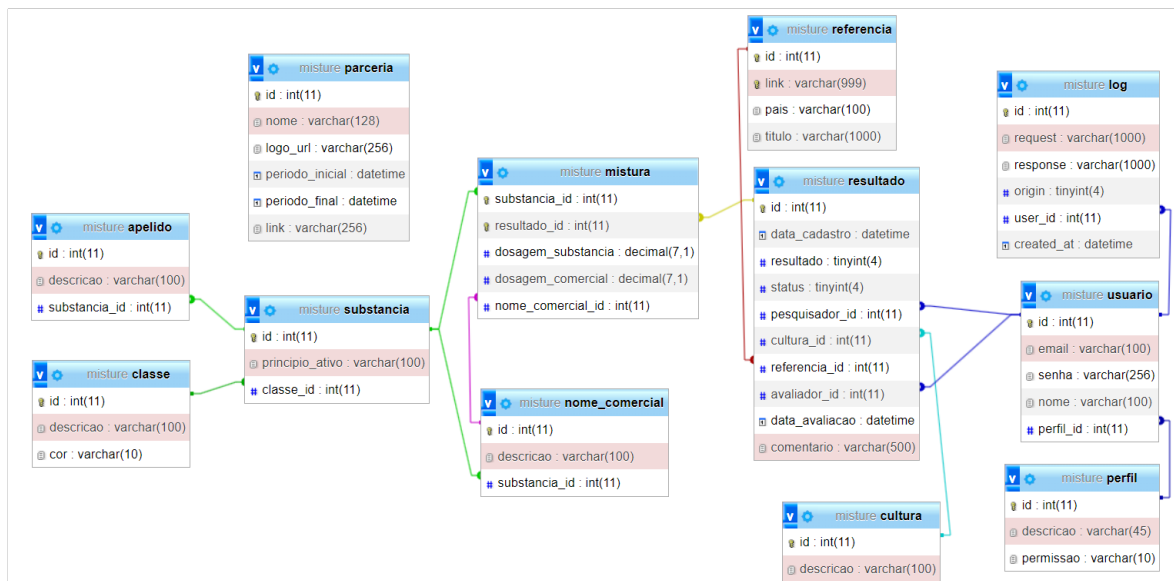 misture parceria
id : int(11)
nome : varchar(128)
logo_url : varchar(256)
periodo_inicial : datetime
periodo_final : datetime
link : varchar(256)
misture apelido
id : int(11)
descricao : varchar(100)
substancia_id : int(11)
misture classe
id : int(11)
descricao : varchar(100)
cor : varchar(10)
misture substancia
id : int(11)
principio_ativo : varchar(100)
classe_id : int(11)
misture mistura
substancia_id : int(11)
resultado_id : int(11)
dosagem_substancia : decimal(7,1)
dosagem_comercial : decimal(7,1)
nome_comercial_id : int(11)
misture nome_comercial
id : int(11)
descricao : varchar(100)
substancia_id : int(11)
misture referencia
id : int(11)
link : varchar(999)
pais : varchar(100)
titulo : varchar(1000)
misture resultado
id : int(11)
data_cadastro : datetime
resultado : tinyint(4)
status : tinyint(4)
pesquisador_id : int(11)
cultura_id : int(11)
referencia_id : int(11)
avaliador_id : int(11)
data_avaliacao : datetime
comentario : varchar(500)
misture cultura
id : int(11)
descricao : varchar(100)
misture log
id : int(11)
request : varchar(1000)
response : varchar(1000)
origin : tinyint(4)
user_id : int(11)
created_at : datetime
misture usuario
id : int(11)
email : varchar(100)
senha : varchar(256)
nome : varchar(100)
perfil_id : int(11)
misture perfil
id : int(11)
descricao : varchar(45)
permissao : varchar(10)